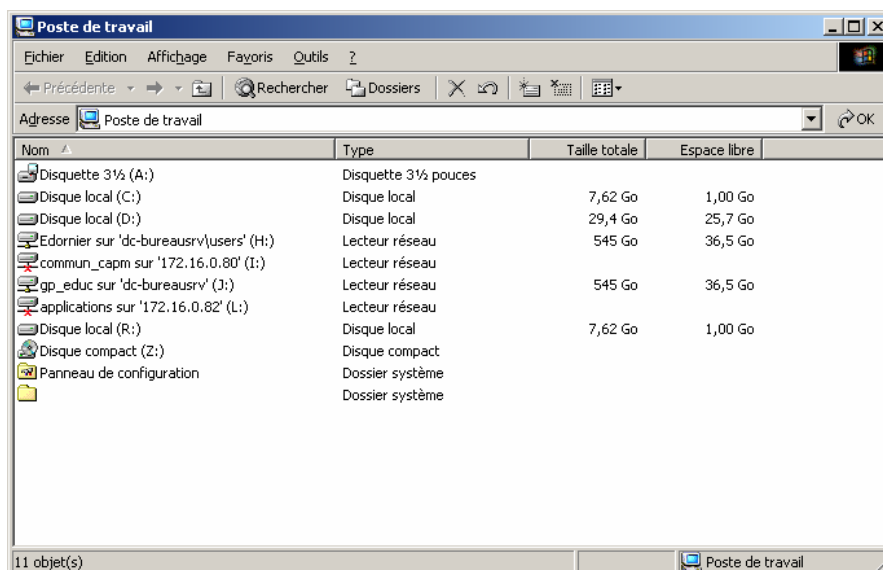 Poste de travail
Fichier Edition Affichage Favoris Outils ?
Précédente Rechercher Dossiers
Adresse Poste de travail OK
Nom Type Taille totale Espace libre
Disquette 3½ (A:) Disquette 3½ pouces
Disque local (C:) Disque local 7,62 Go 1,00 Go
Disque local (D:) Disque local 29,4 Go 25,7 Go
Edornier sur 'dc-bureausrv\users' (H:) Lecteur réseau 545 Go 36,5 Go
commun_capm sur '172.16.0.80' (I:) Lecteur réseau
gp_educ sur 'dc-bureausrv' (J:) Lecteur réseau 545 Go 36,5 Go
applications sur '172.16.0.82' (L:) Lecteur réseau
Disque local (R:) Disque local 7,62 Go 1,00 Go
Disque compact (Z:) Disque compact
Panneau de configuration Dossier système
Dossier système
11 objet(s) Poste de travail